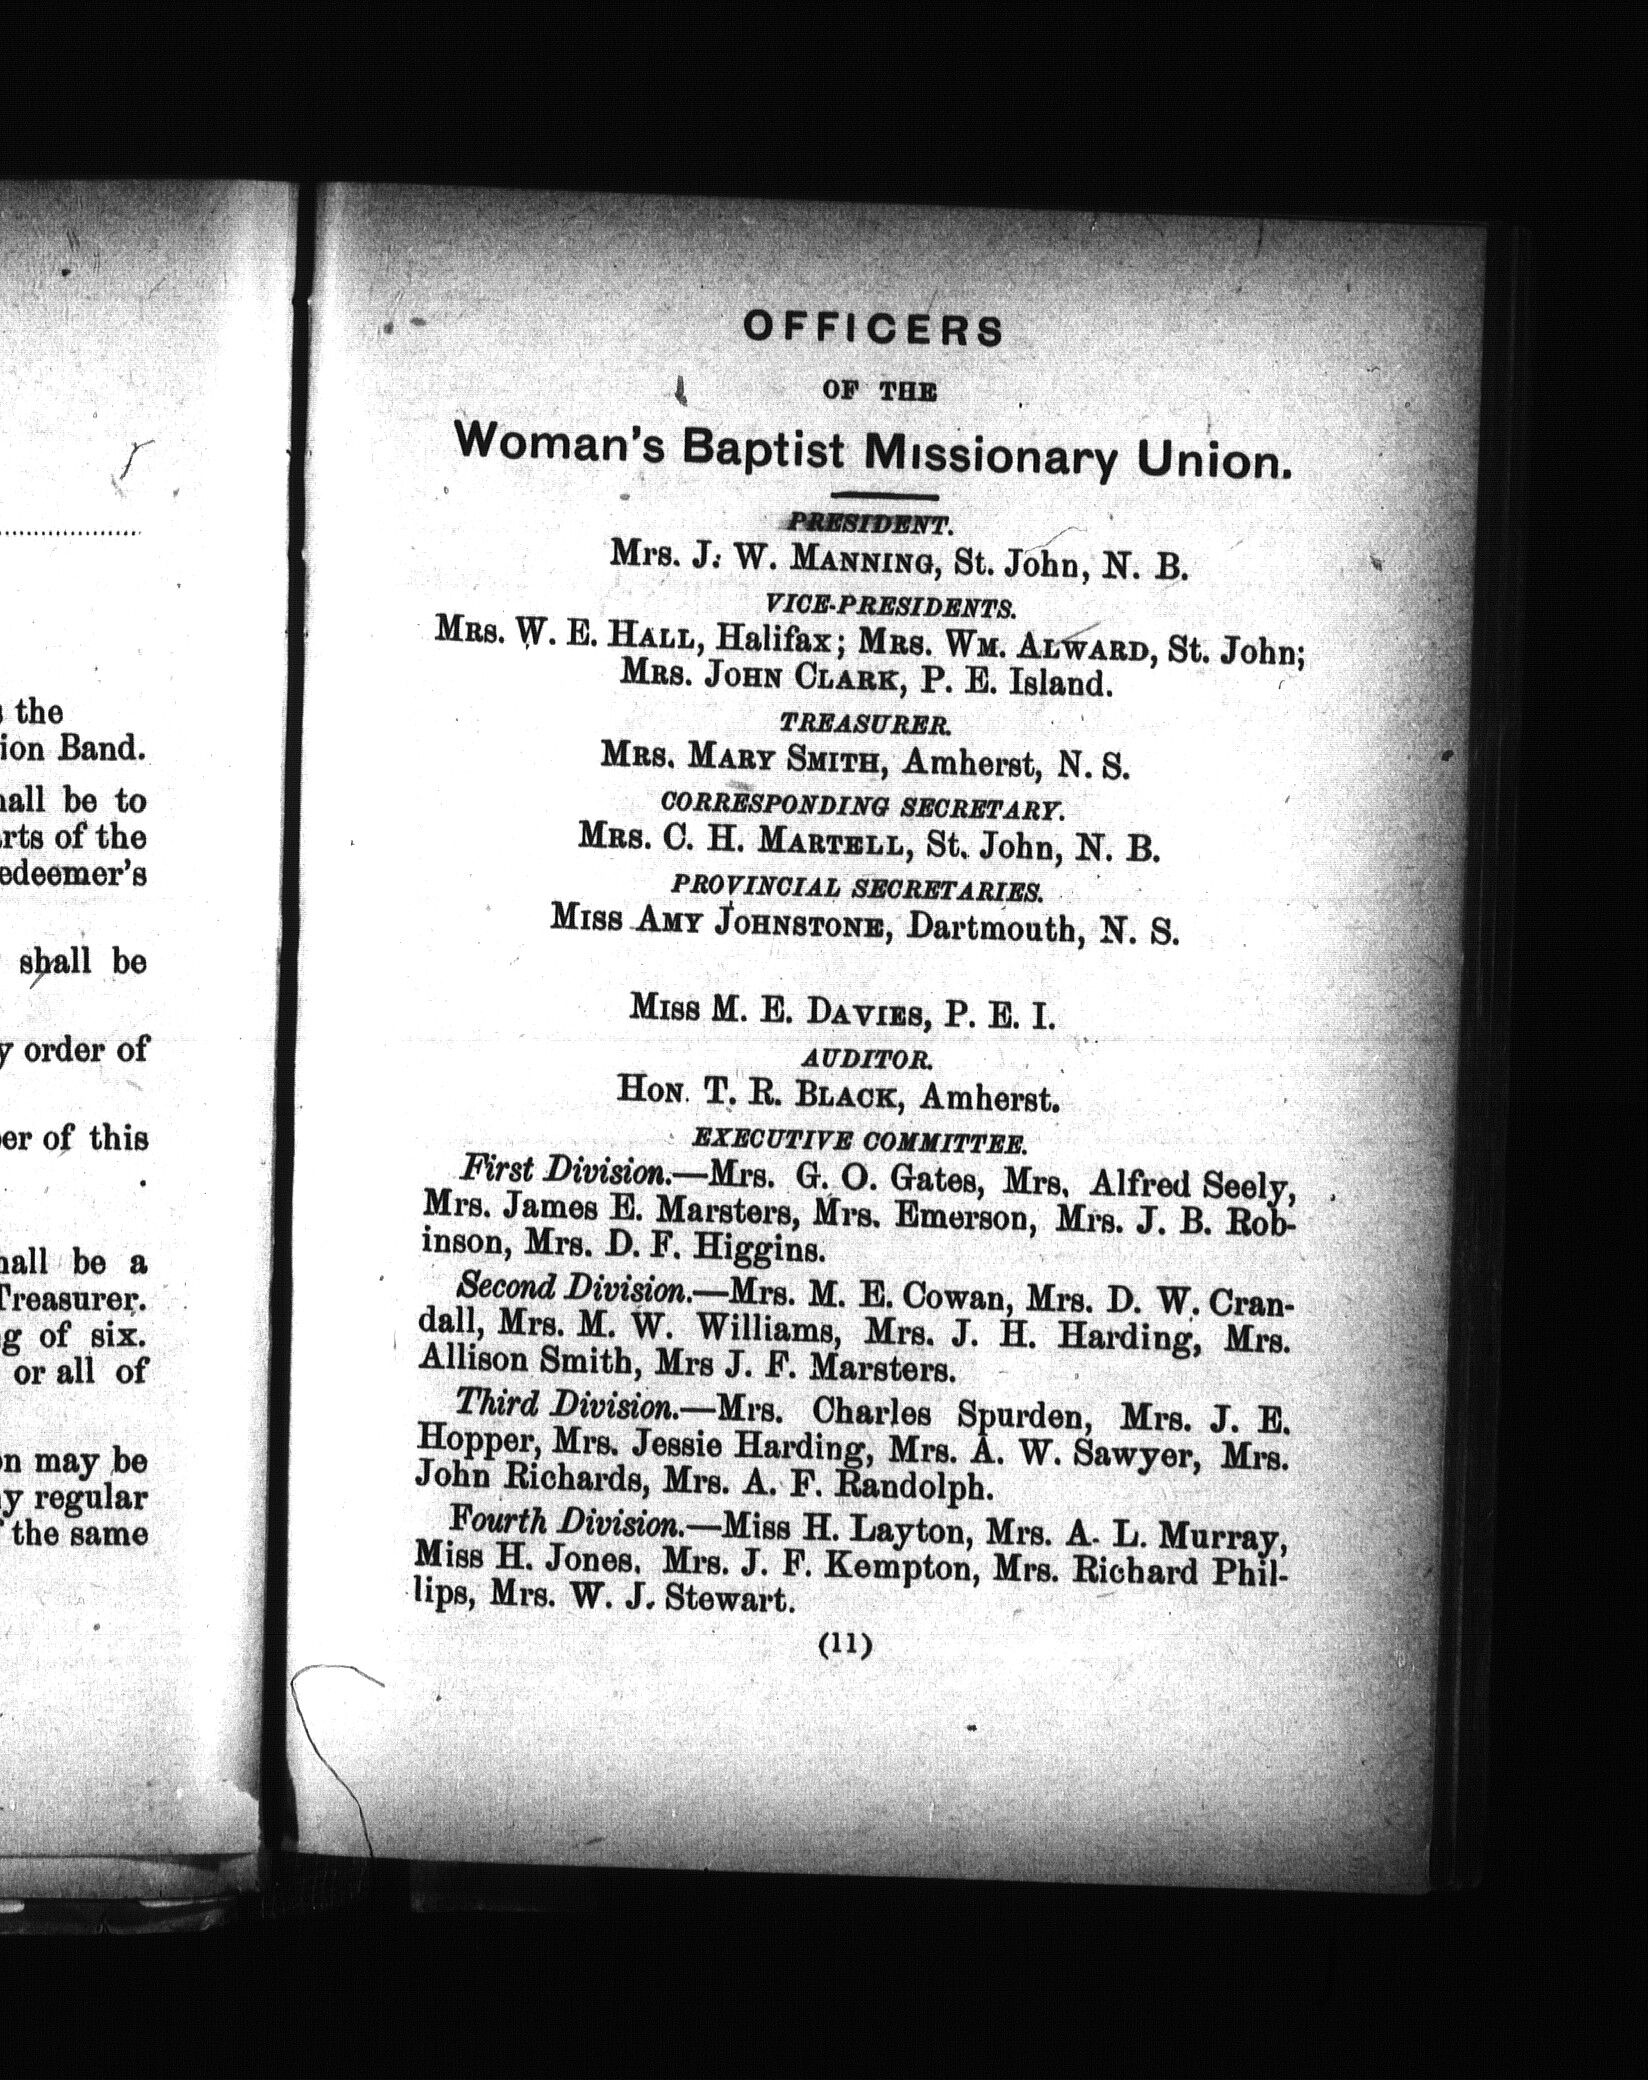 the
ion Band.
hall be to
arts of the
edeemer's
shall be
y order of
er of this
hall be a
Treasurer.
g of six.
or all of
on may be
y regular
the same
OFFICERS
OF THE
Woman's Baptist Missionary Union.
PRESIDENT.
Mrs. J. W. MANNING, St. John, N. B.
VICE-PRESIDENTS.
MRS. W. E. HALL, Halifax; MRS. WM. ALWARD, St. John;
MRS. JOHN CLARK, P. E. Island.
TREASURER.
MRS. MARY SMITH, Amherst, N. S.
CORRESPONDING SECRETARY.
MRS. C. H. MARTELL, St. John, N. B.
PROVINCIAL SECRETARIES.
MISS AMY JOHNSTONE, Dartmouth, N. S.
MISS M. E. DAVIES, P. E. I.
AUDITOR.
HON. T. R. BLACK, Amherst.
EXECUTIVE COMMITTEE.
First Division.—Mrs. G. O. Gates, Mrs. Alfred Seely,
Mrs. James E. Marsters, Mrs. Emerson, Mrs. J. B. Rob-
inson, Mrs. D. F. Higgins.
Second Division.—Mrs. M. E. Cowan, Mrs. D. W. Cran-
dall, Mrs. M. W. Williams, Mrs. J. H. Harding, Mrs.
Allison Smith, Mrs J. F. Marsters.
Third Division.—Mrs. Charles Spurden, Mrs. J. E.
Hopper, Mrs. Jessie Harding, Mrs. A. W. Sawyer, Mrs.
John Richards, Mrs. A. F. Randolph.
Fourth Division.—Miss H. Layton, Mrs. A. L. Murray,
Miss H. Jones, Mrs. J. F. Kempton, Mrs. Richard Phil-
lips, Mrs. W. J. Stewart.
(11)